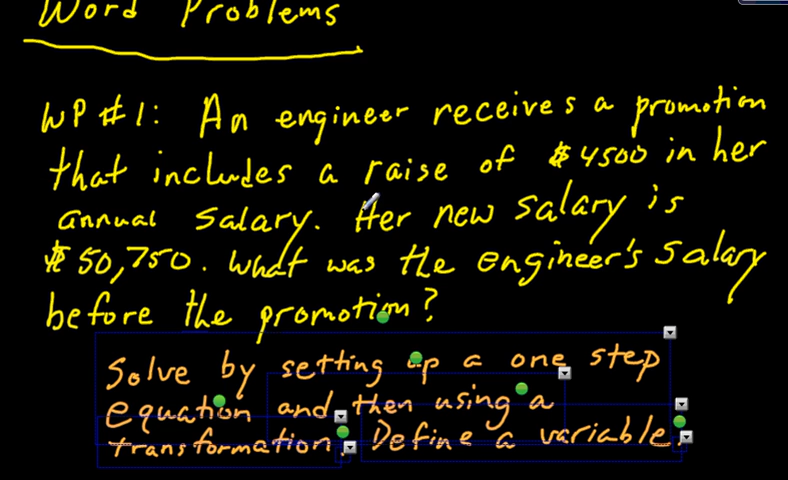 Word Problems
WP #1: An engineer receives a promotion
that includes a raise of $4500 in her
annual salary. Her new salary is
$50,750. What was the engineer's salary
before the promotion?
Solve by setting up a one step
equation and then using a
transformation. Define a variable.